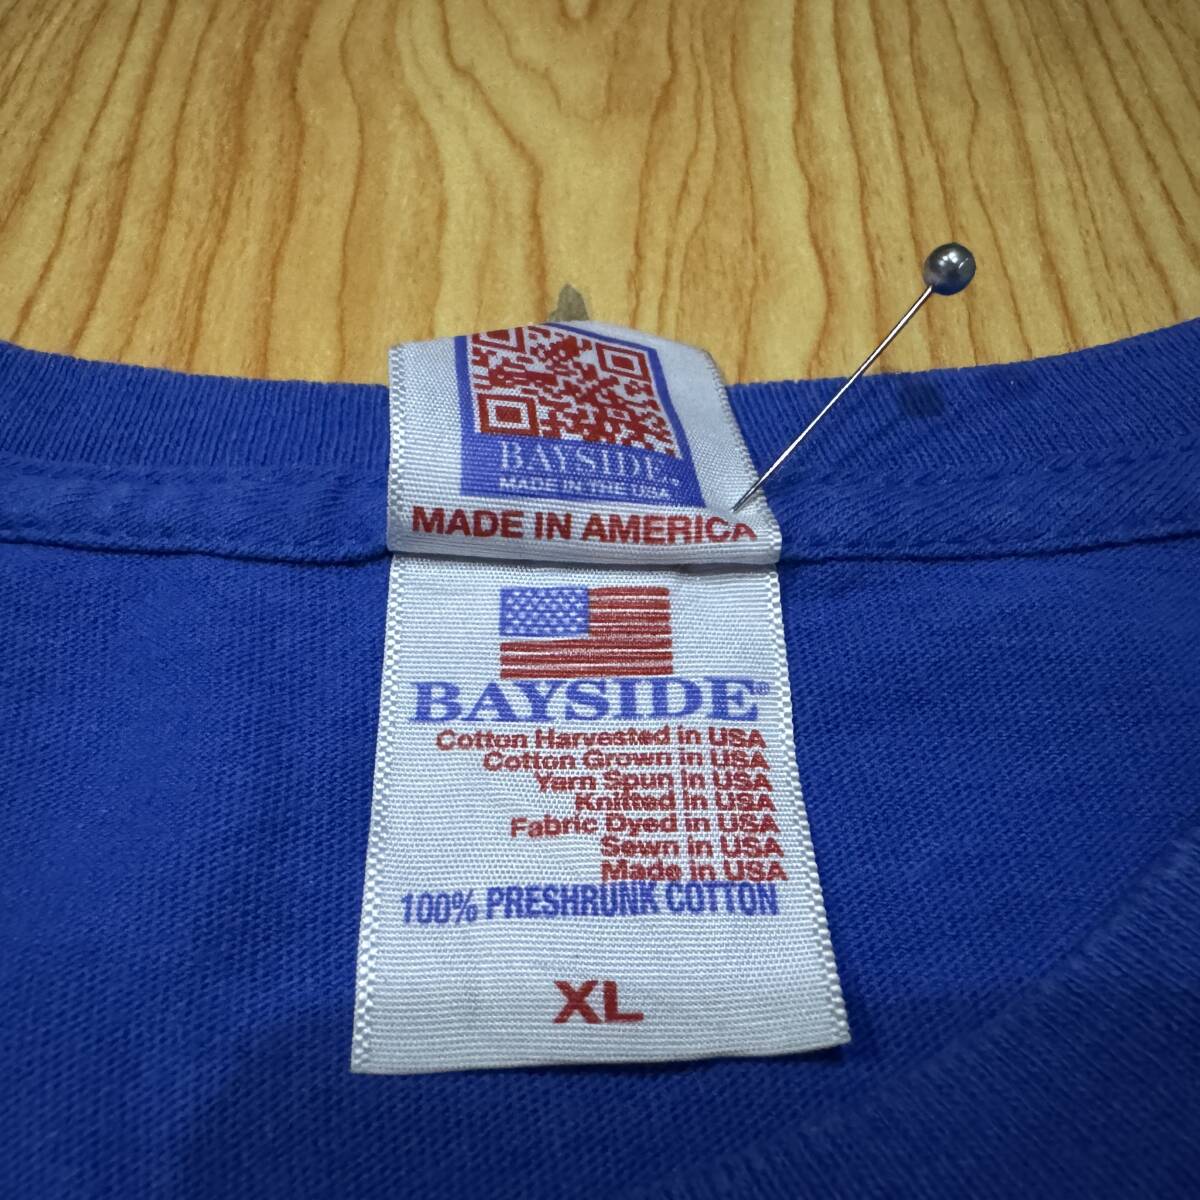 BAYSIDE.
MADE IN THE USA
MADE IN AMERICA
BAYSIDE®
Cotton Harvested in USA
Cotton Grown in USA
Yarn Spun in USA
Knitted in USA
Fabric Dyed in USA
Sewn in USA
Made in USA
100% PRESHRUNK COTTON
XL